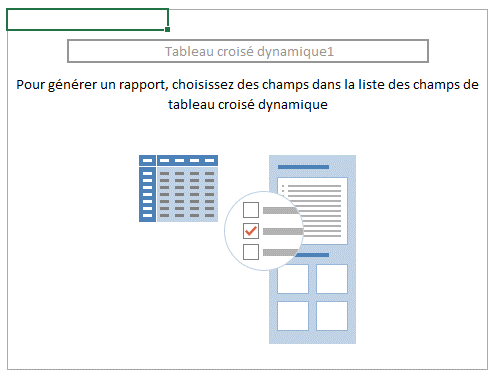 Tableau croisé dynamique1
Pour générer un rapport, choisissez des champs dans la liste des champs de
tableau croisé dynamique